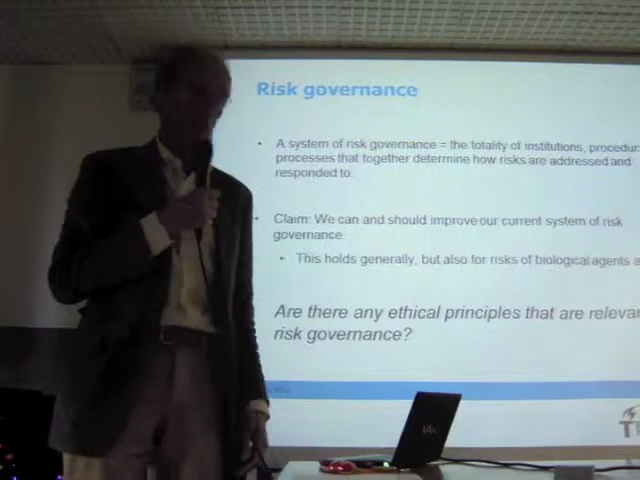 Risk governance
• A system of risk governance = the totality of institutions, procedur
processes that together determine how risks are addressed and
responded to.
• Claim: We can and should improve our current system of risk
governance.
• This holds generally, but also for risks of biological agents a
Are there any ethical principles that are releva
risk governance?